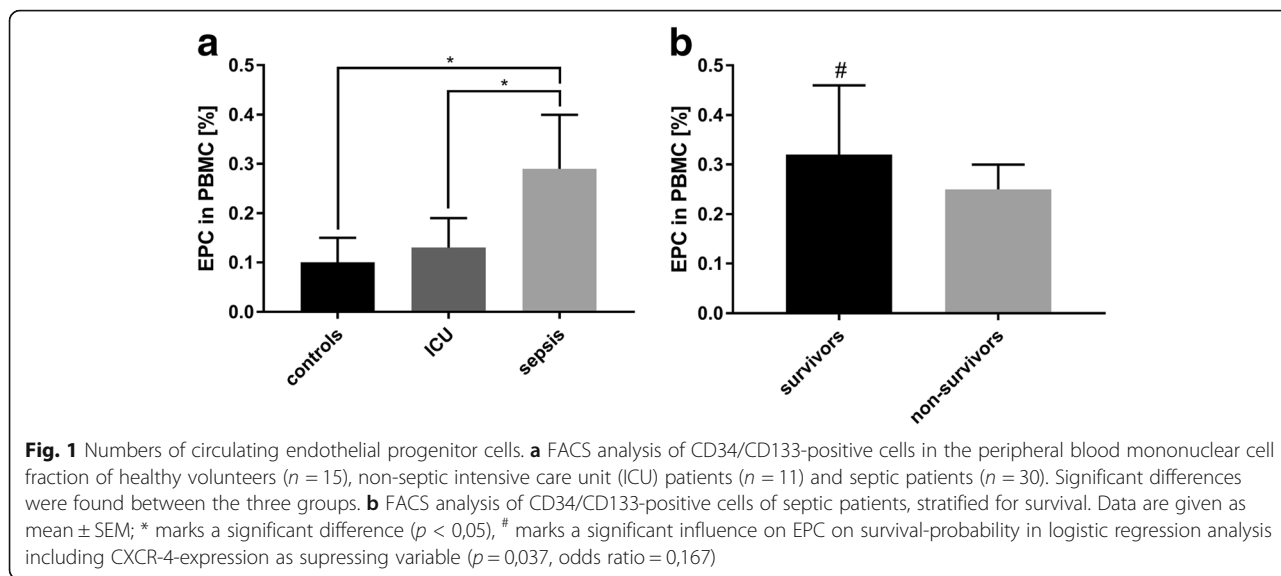 a
b
*
*
#
EPC in PBMC [%]
0.5
0.4
0.3
0.2
0.1
0.0
controls
ICU
sepsis
EPC in PBMC [%]
0.5
0.4
0.3
0.2
0.1
0.0
survivors
non-survivors
Fig. 1 Numbers of circulating endothelial progenitor cells. a FACS analysis of CD34/CD133-positive cells in the peripheral blood mononuclear cell
fraction of healthy volunteers (n = 15), non-septic intensive care unit (ICU) patients (n = 11) and septic patients (n = 30). Significant differences
were found between the three groups. b FACS analysis of CD34/CD133-positive cells of septic patients, stratified for survival. Data are given as
mean ± SEM; * marks a significant difference (p < 0,05), # marks a significant influence on EPC on survival-probability in logistic regression analysis
including CXCR-4-expression as supressing variable (p = 0,037, odds ratio = 0,167)